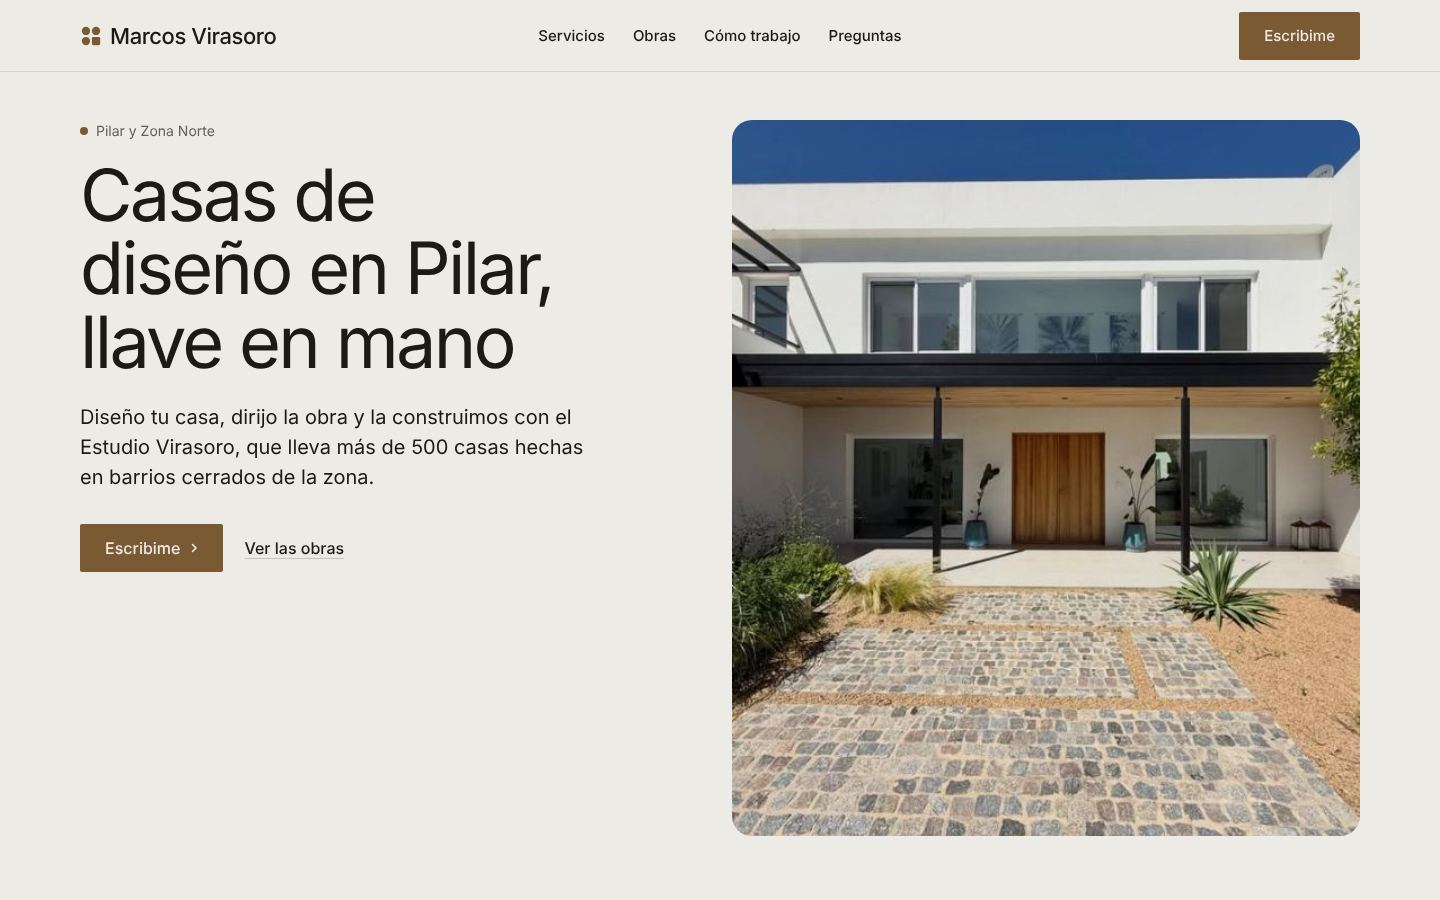 Marcos Virasoro
Servicios
Obras
Cómo trabajo
Preguntas
Escribime
Pilar y Zona Norte
Casas de
diseño en Pilar,
llave en mano
Diseño tu casa, dirijo la obra y la construimos con el
Estudio Virasoro, que lleva más de 500 casas hechas
en barrios cerrados de la zona.
Escribime
Ver las obras